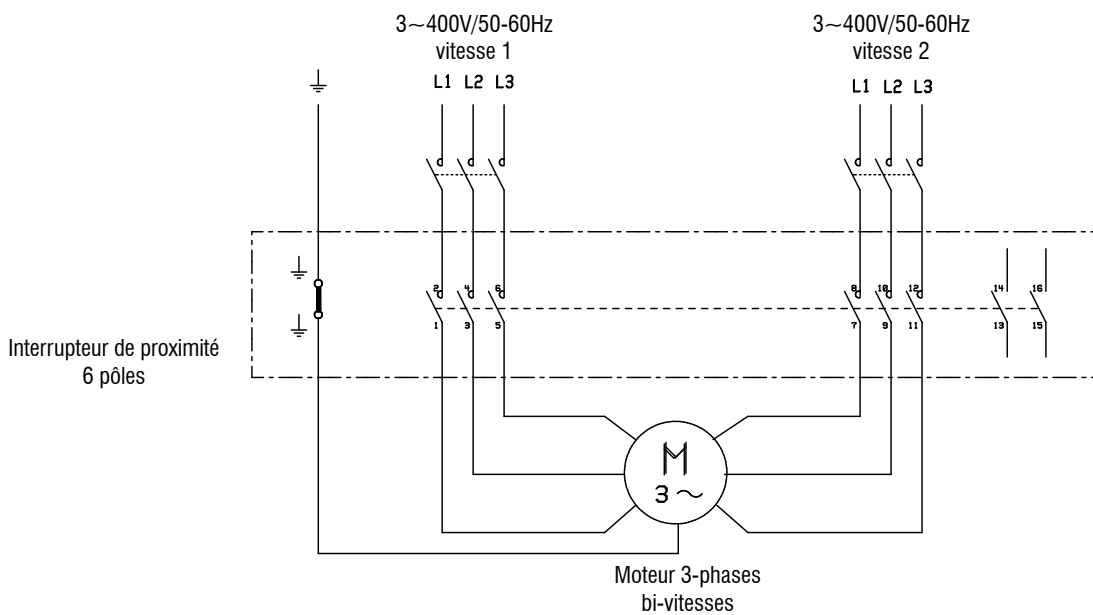 3~400V/50-60Hz
vitesse 1
3~400V/50-60Hz
vitesse 2
L1 L2 L3
L1 L2 L3
2 4 6
8 10 12
14 16
1 3 5
7 9 11
13 15
Interrupteur de proximité
6 pôles
M
3 ~
Moteur 3-phases
bi-vitesses